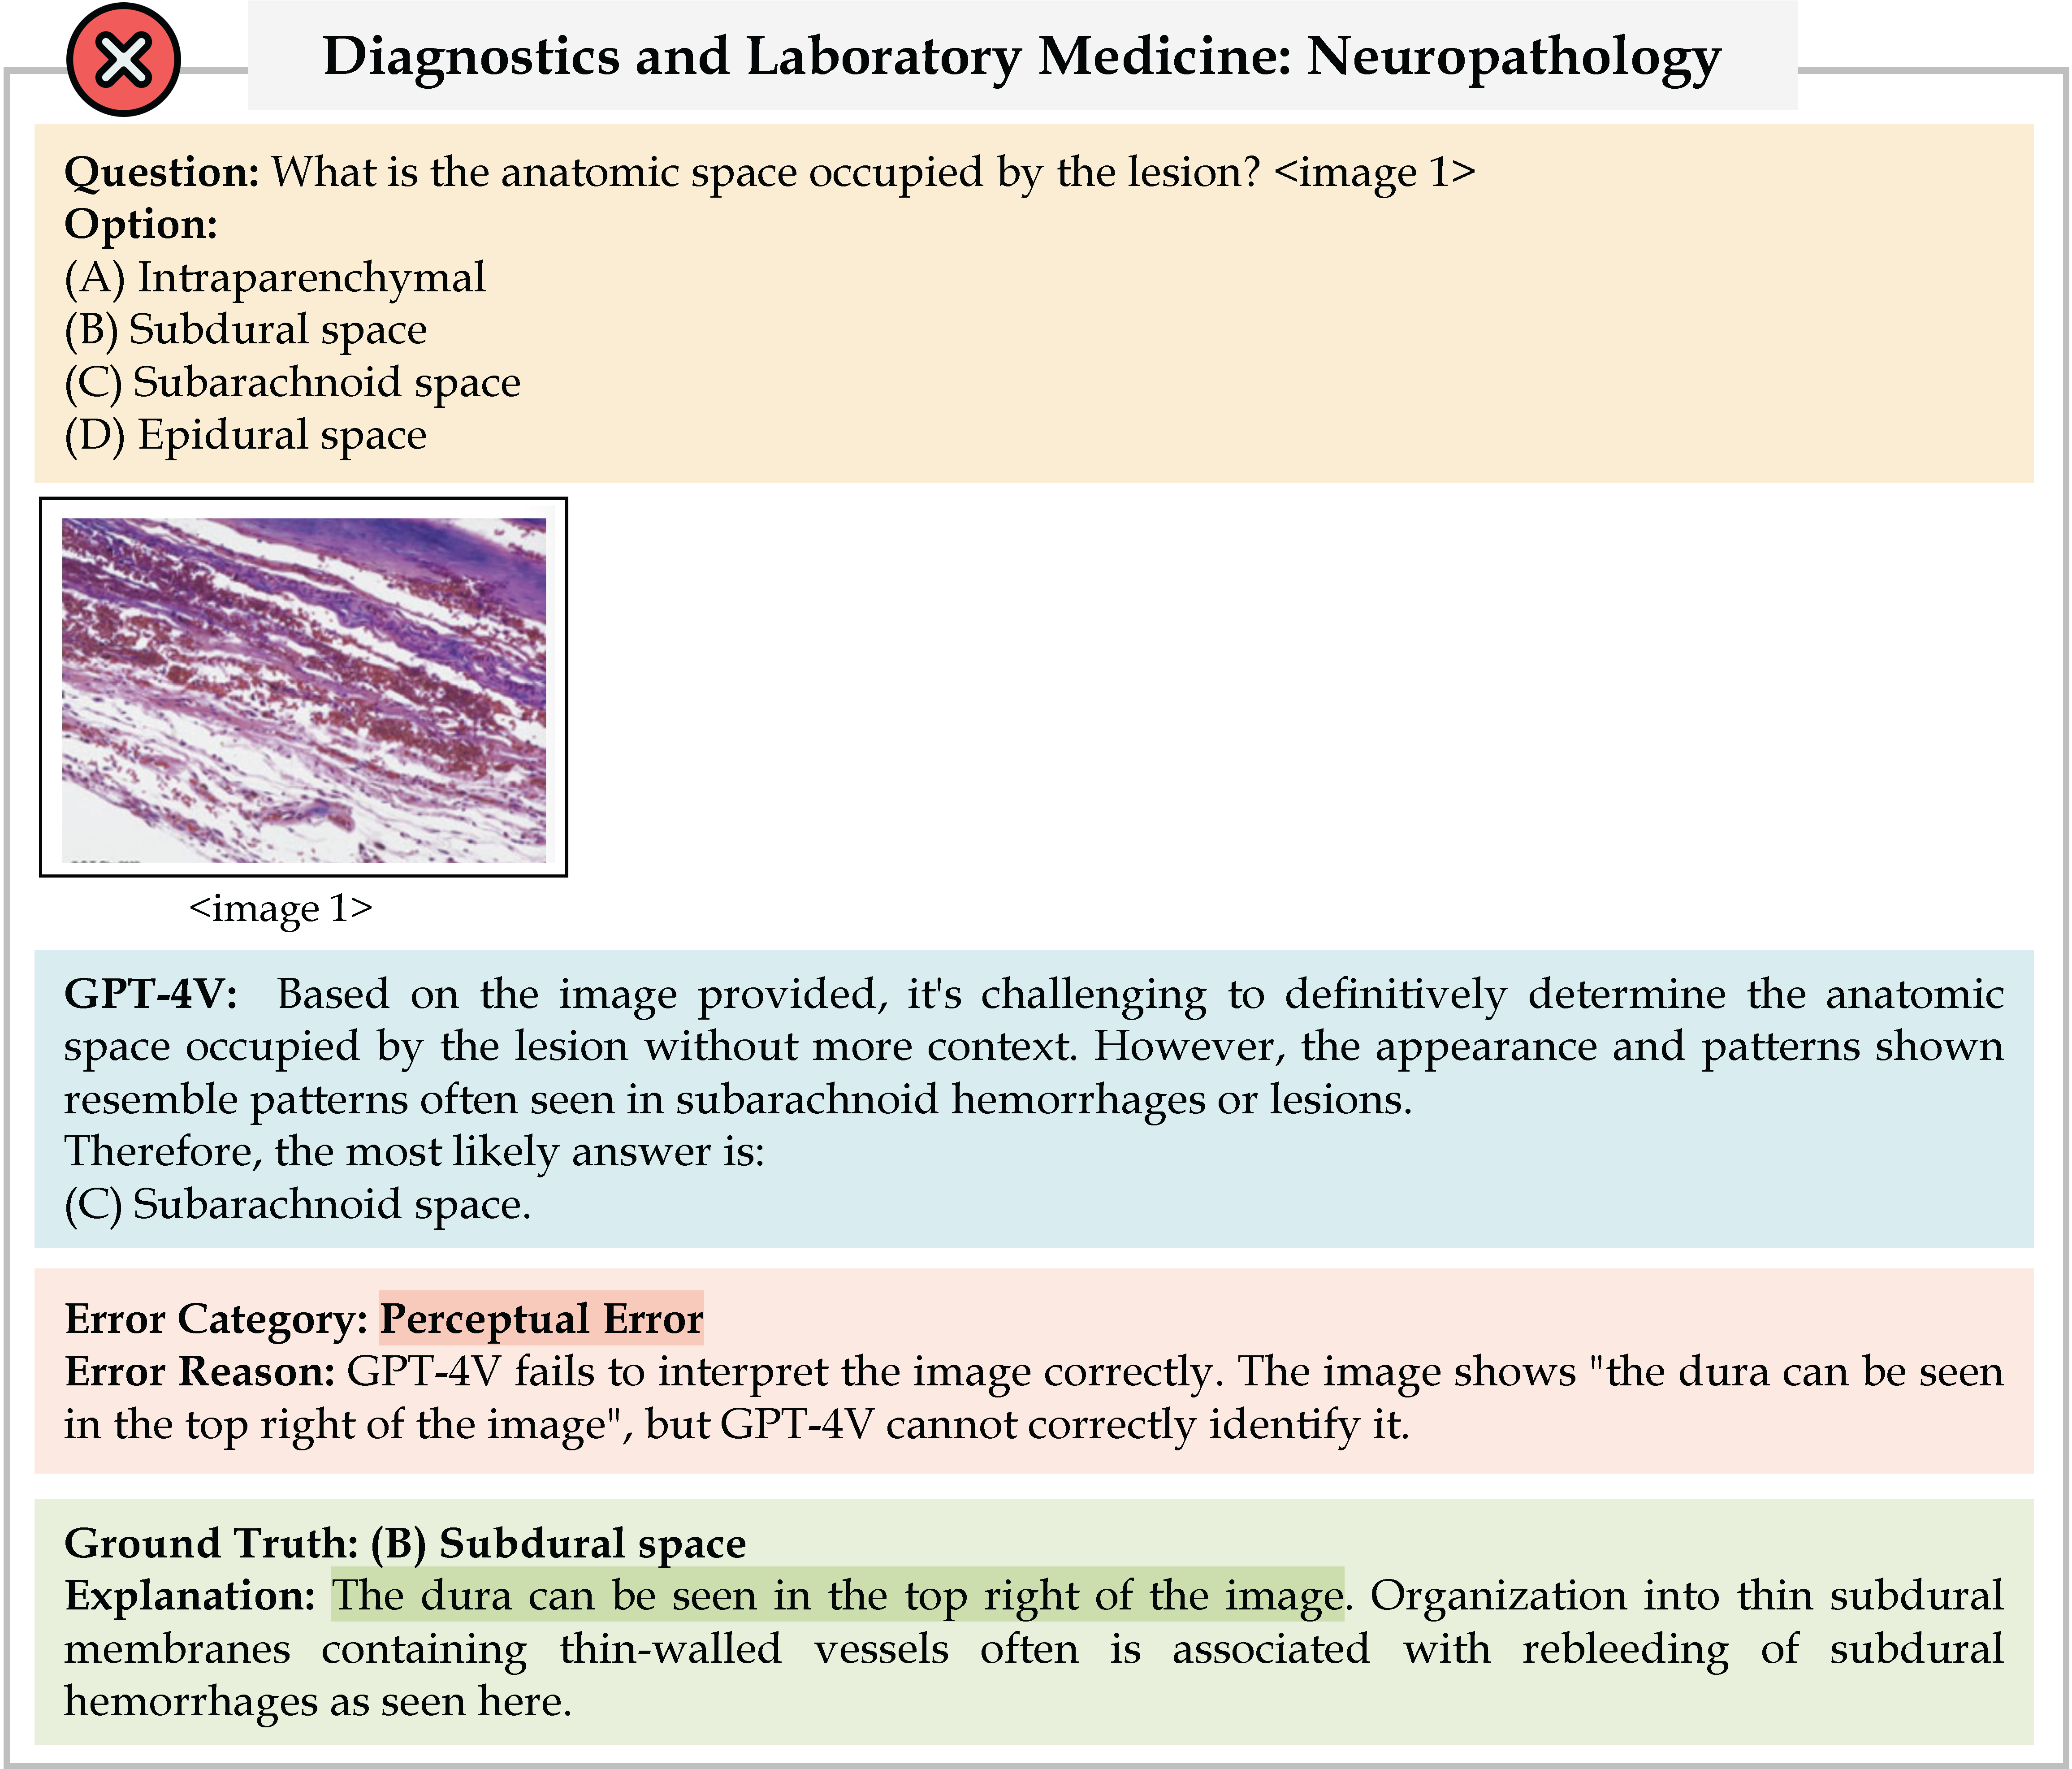 Diagnostics and Laboratory Medicine: Neuropathology
Question: What is the anatomic space occupied by the lesion? <image 1>
Option:
(A) Intraparenchymal
(B) Subdural space
(C) Subarachnoid space
(D) Epidural space
<image 1>
GPT-4V: Based on the image provided, it's challenging to definitively determine the anatomic
space occupied by the lesion without more context. However, the appearance and patterns shown
resemble patterns often seen in subarachnoid hemorrhages or lesions.
Therefore, the most likely answer is:
(C) Subarachnoid space.
Error Category: Perceptual Error
Error Reason: GPT-4V fails to interpret the image correctly. The image shows "the dura can be seen
in the top right of the image", but GPT-4V cannot correctly identify it.
Ground Truth: (B) Subdural space
Explanation: The dura can be seen in the top right of the image. Organization into thin subdural
membranes containing thin-walled vessels often is associated with rebleeding of subdural
hemorrhages as seen here.